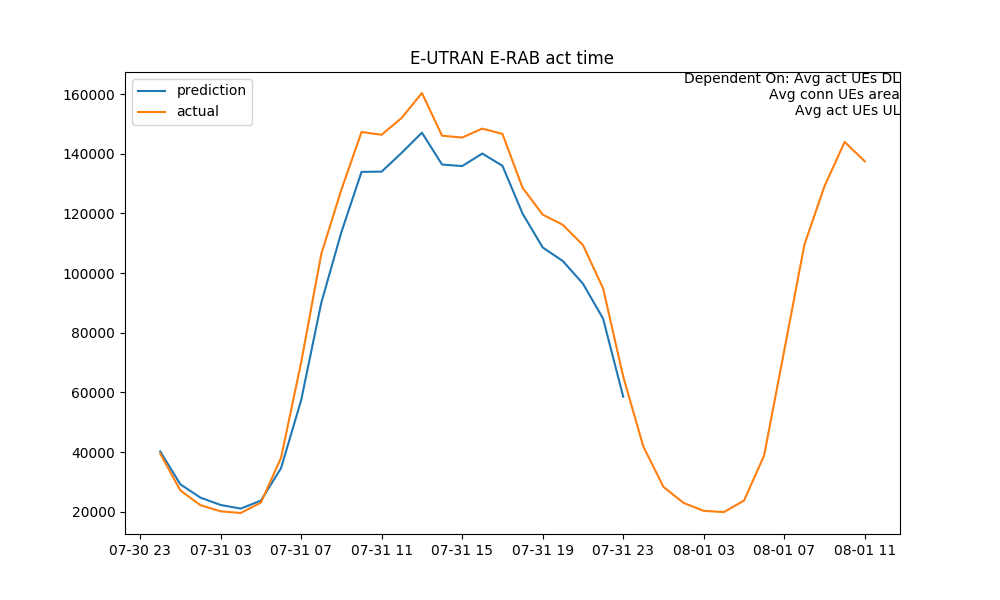 E-UTRAN E-RAB act time
prediction
actual
Dependent On: Avg act UEs DL
Avg conn UEs area
Avg act UEs UL
160000
140000
120000
100000
80000
60000
40000
20000
07-30 23 07-31 03 07-31 07 07-31 11 07-31 15 07-31 19 07-31 23 08-01 03 08-01 07 08-01 11